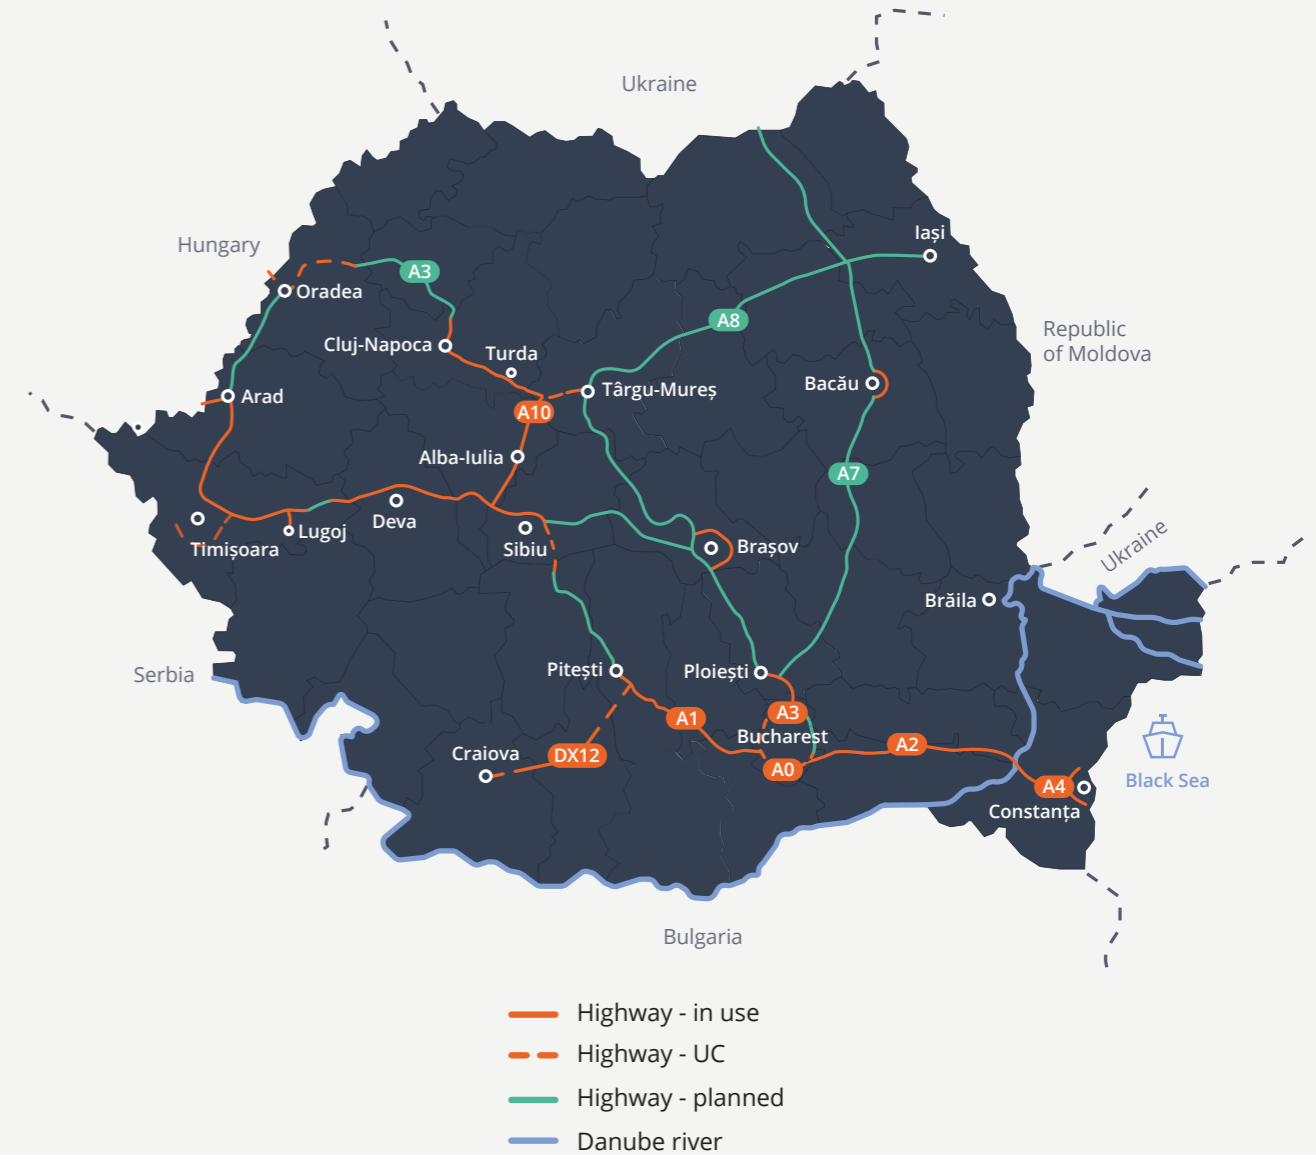 Ukraine
Iași
Hungary
A3
Oradea
A8
Republic
of Moldova
Cluj-Napoca
Turda
Bacău
Târgu-Mureș
Arad
A10
Alba-Iulia
A7
Deva
Lugoj
Timișoara
Sibiu
Brașov
Ukraine
Brăila
Serbia
Pitești
Ploiești
A3
A1
Bucharest
A2
Craiova
DX12
A0
A4
Black Sea
Constanța
Bulgaria
Highway - in use
Highway - UC
Highway - planned
Danube river